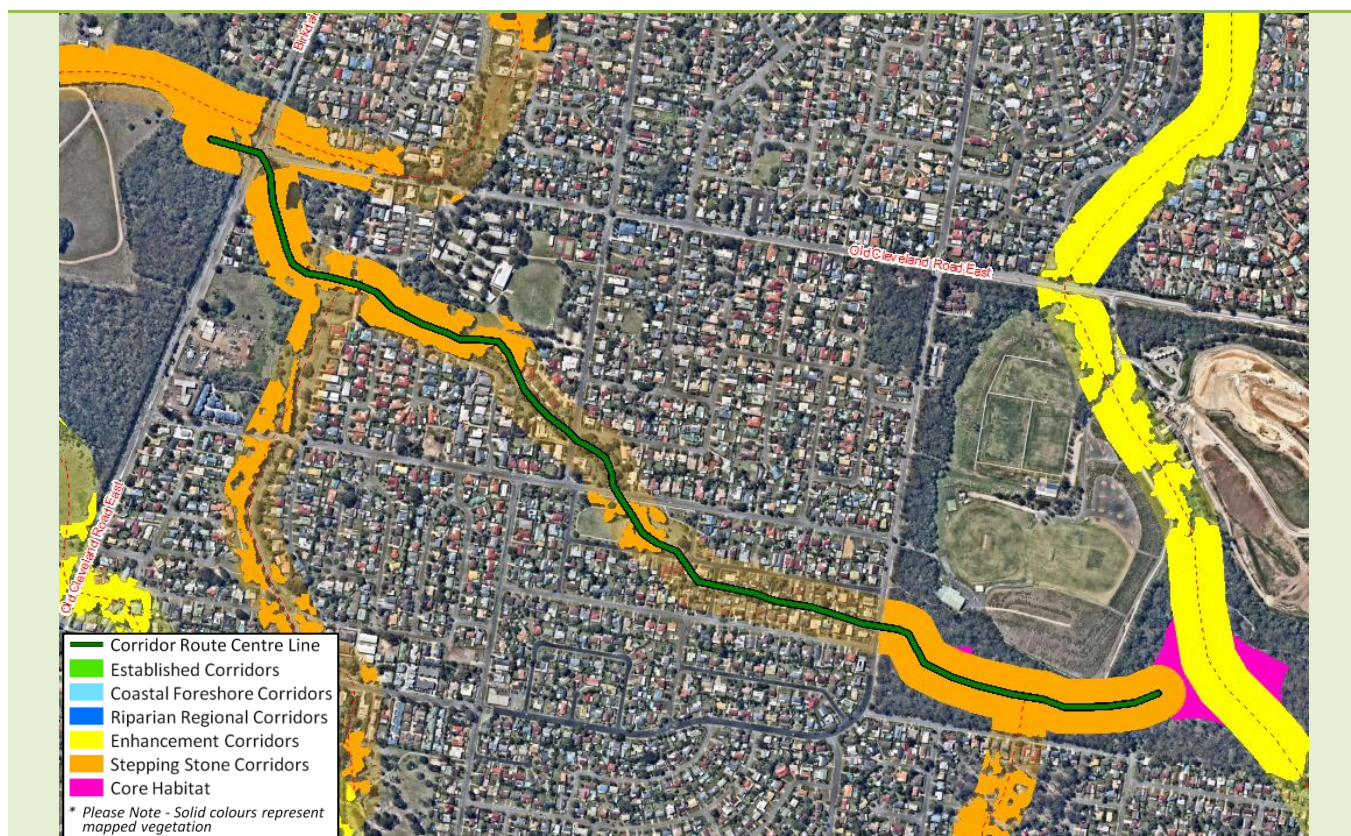 Old Cleveland Road East
Old Cleveland Road East
Corridor Route Centre Line
Established Corridors
Coastal Foreshore Corridors
Riparian Regional Corridors
Enhancement Corridors
Stepping Stone Corridors
Core Habitat
* Please Note - Solid colours represent
mapped vegetation